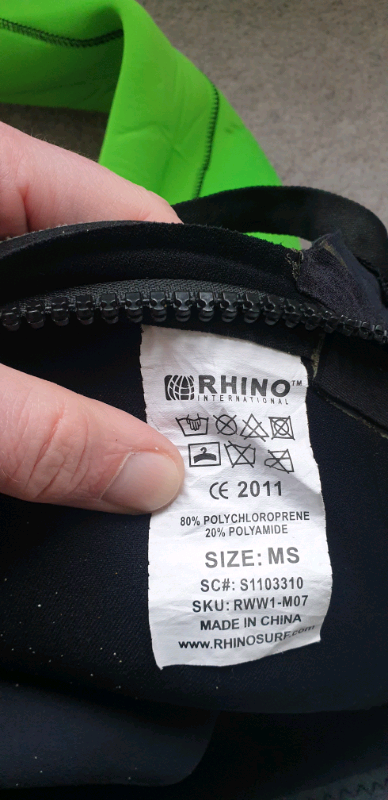 RHINO™
INTERNATIONAL
CE 2011
80% POLYCHLOROPRENE
20% POLYAMIDE
SIZE: MS
SC#: S1103310
SKU: RWW1-M07
MADE IN CHINA
www.RHINOSURF.com